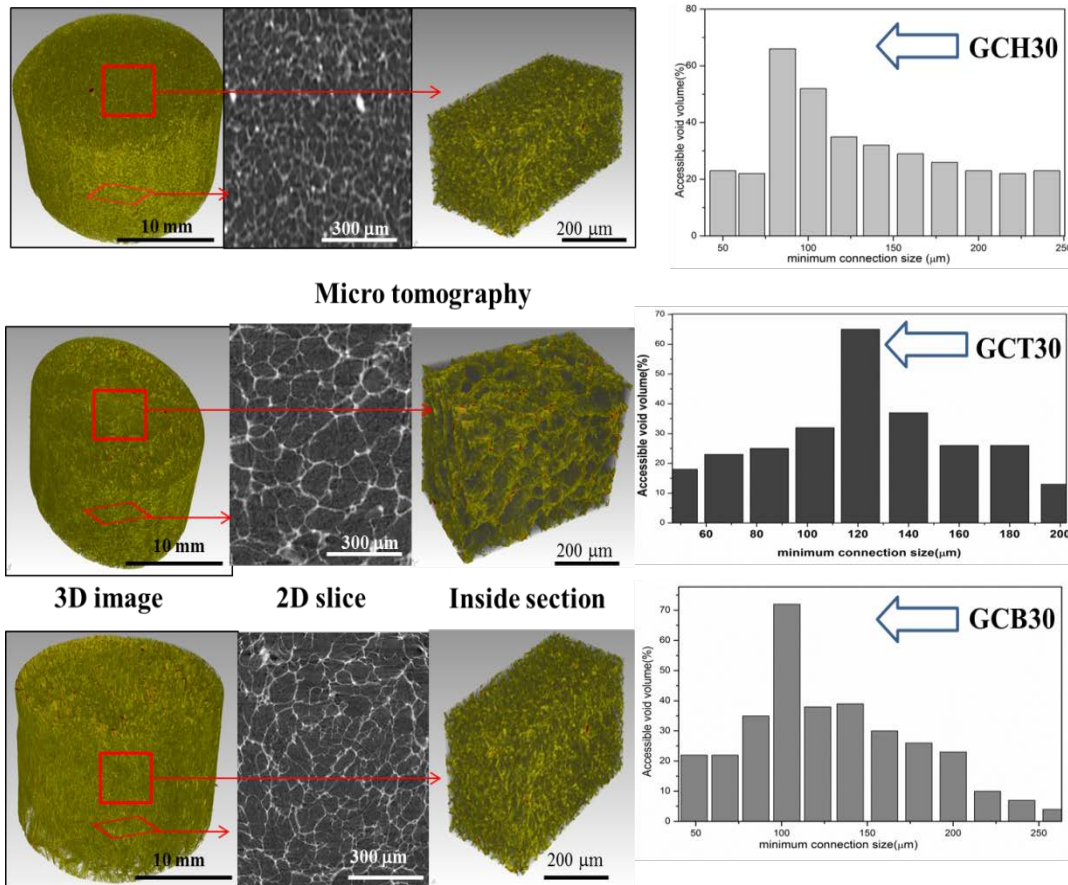 10 mm
300 µm
200 µm
80
60
40
20
0
Accessible void volume(%)
GCH30
50 100 150 200 250
minimum connection size (µm)
Micro tomography
10 mm
300 µm
200 µm
70
60
50
40
30
20
10
0
Accessible void volume(%)
GCT30
60 80 100 120 140 160 180 200
minimum connection size(µm)
3D image 2D slice Inside section
10 mm
300 µm
200 µm
70
60
50
40
30
20
10
0
Accessible void volume(%)
GCB30
50 100 150 200 250
minimum connection size(µm)